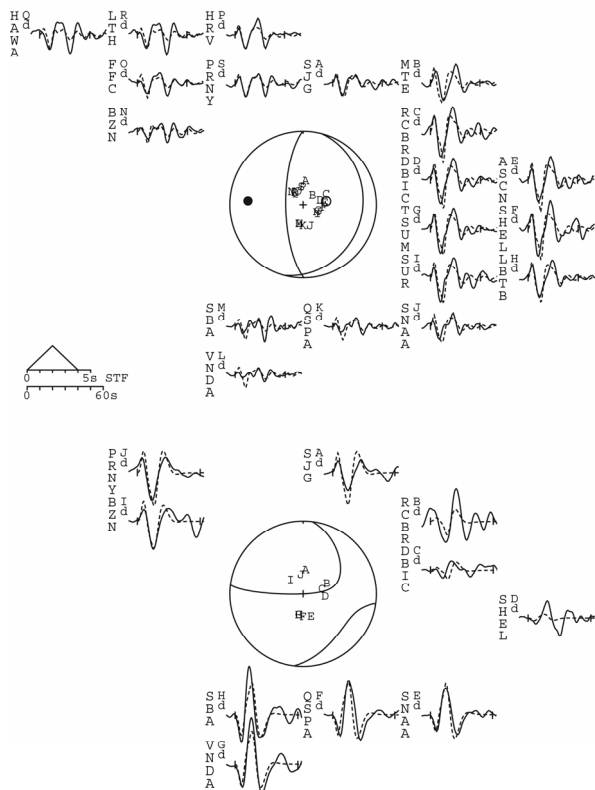 HAWA Q d
LTH R d
HRV P d
FFC O d
PRNY S d
SJG A d
MTE B d
BZN N d
RCBR C d
DBIC D d
ASCN E d
TSUM G d
SHEL F d
SUR I d
LBTB H d
SBA M d
QSPA K d
SNAA J d
VNDA L d
0 5s STF
0 60s
PRNY J d
SJG A d
BZN I d
RCBR B d
DBIC C d
A
I J
B
C
D
F E
SHEL D d
SBA H d
QSPA F d
SNAA E d
VNDA G d